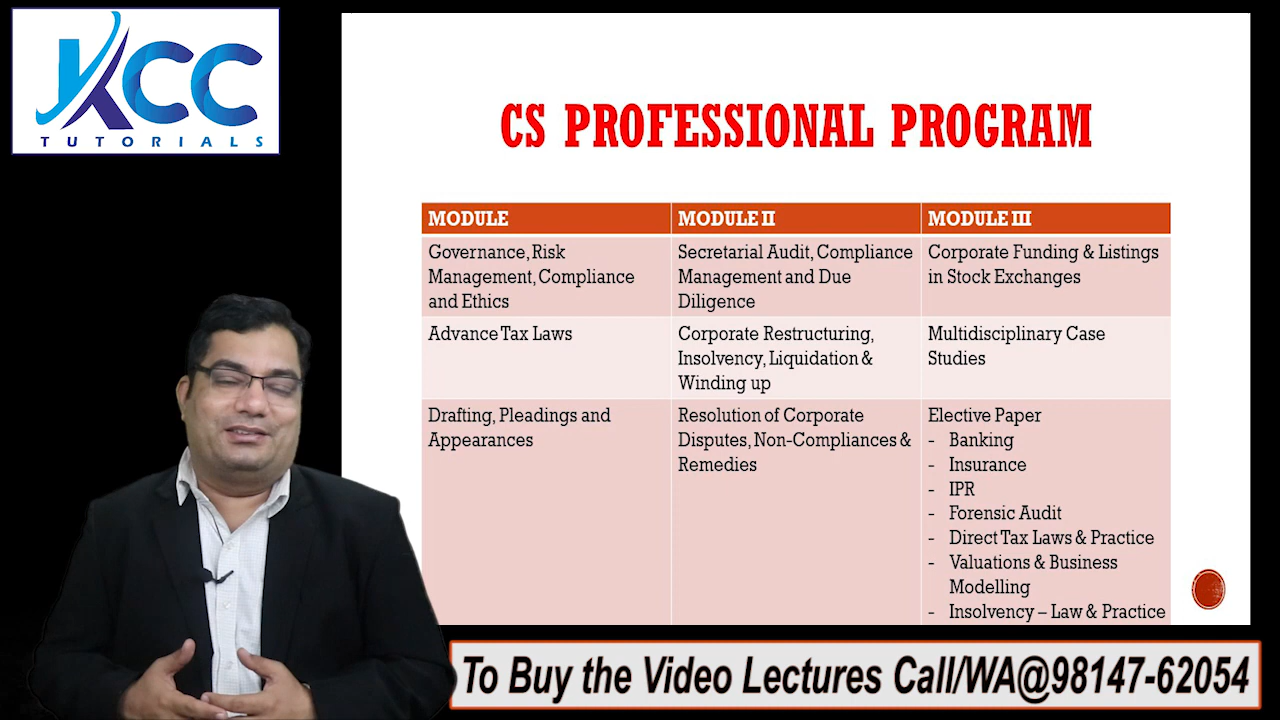 KCC
TUTORIALS
CS PROFESSIONAL PROGRAM
MODULE
MODULE II
MODULE III
Governance, Risk
Management, Compliance
and Ethics
Secretarial Audit, Compliance
Management and Due
Diligence
Corporate Funding & Listings
in Stock Exchanges
Advance Tax Laws
Corporate Restructuring,
Insolvency, Liquidation &
Winding up
Multidisciplinary Case
Studies
Drafting, Pleadings and
Appearances
Resolution of Corporate
Disputes, Non-Compliances &
Remedies
Elective Paper
- Banking
- Insurance
- IPR
- Forensic Audit
- Direct Tax Laws & Practice
- Valuations & Business
Modelling
- Insolvency – Law & Practice
To Buy the Video Lectures Call/WA@98147-62054